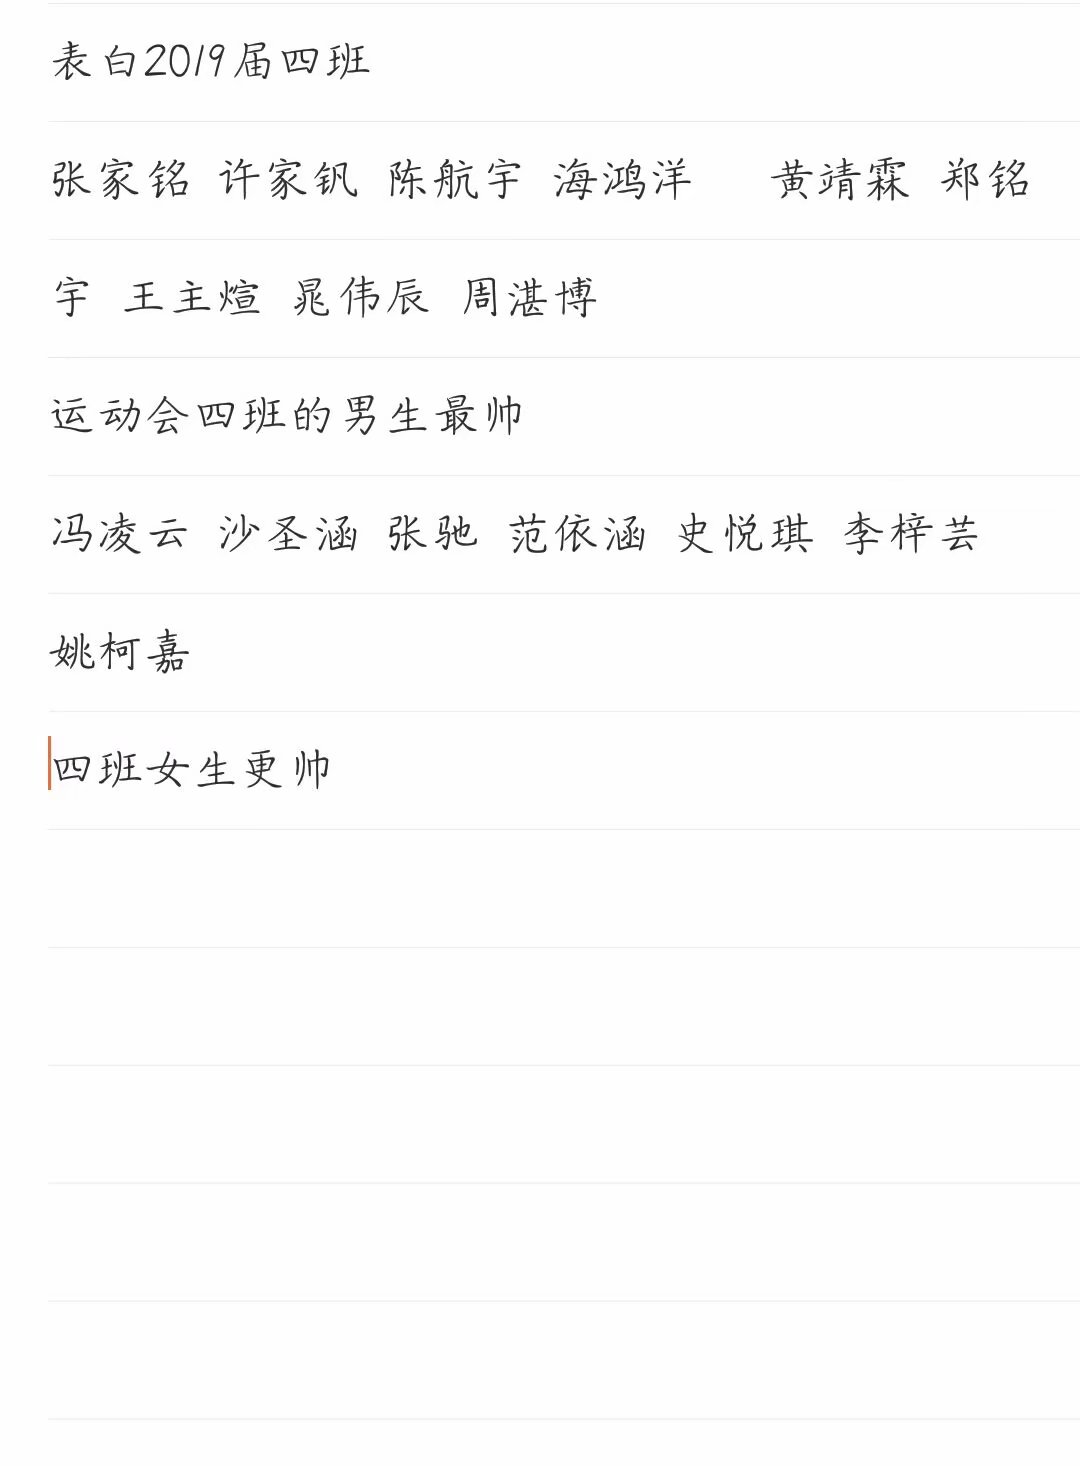 表白2019届四班
张家铭 许家钒 陈航宇 海鸿洋  黄靖霖 郑铭
宇 王主煊 晁伟辰 周湛博
运动会四班的男生最帅
冯凌云 沙圣涵 张驰 范依涵 史悦琪 李梓芸
姚柯嘉
四班女生更帅